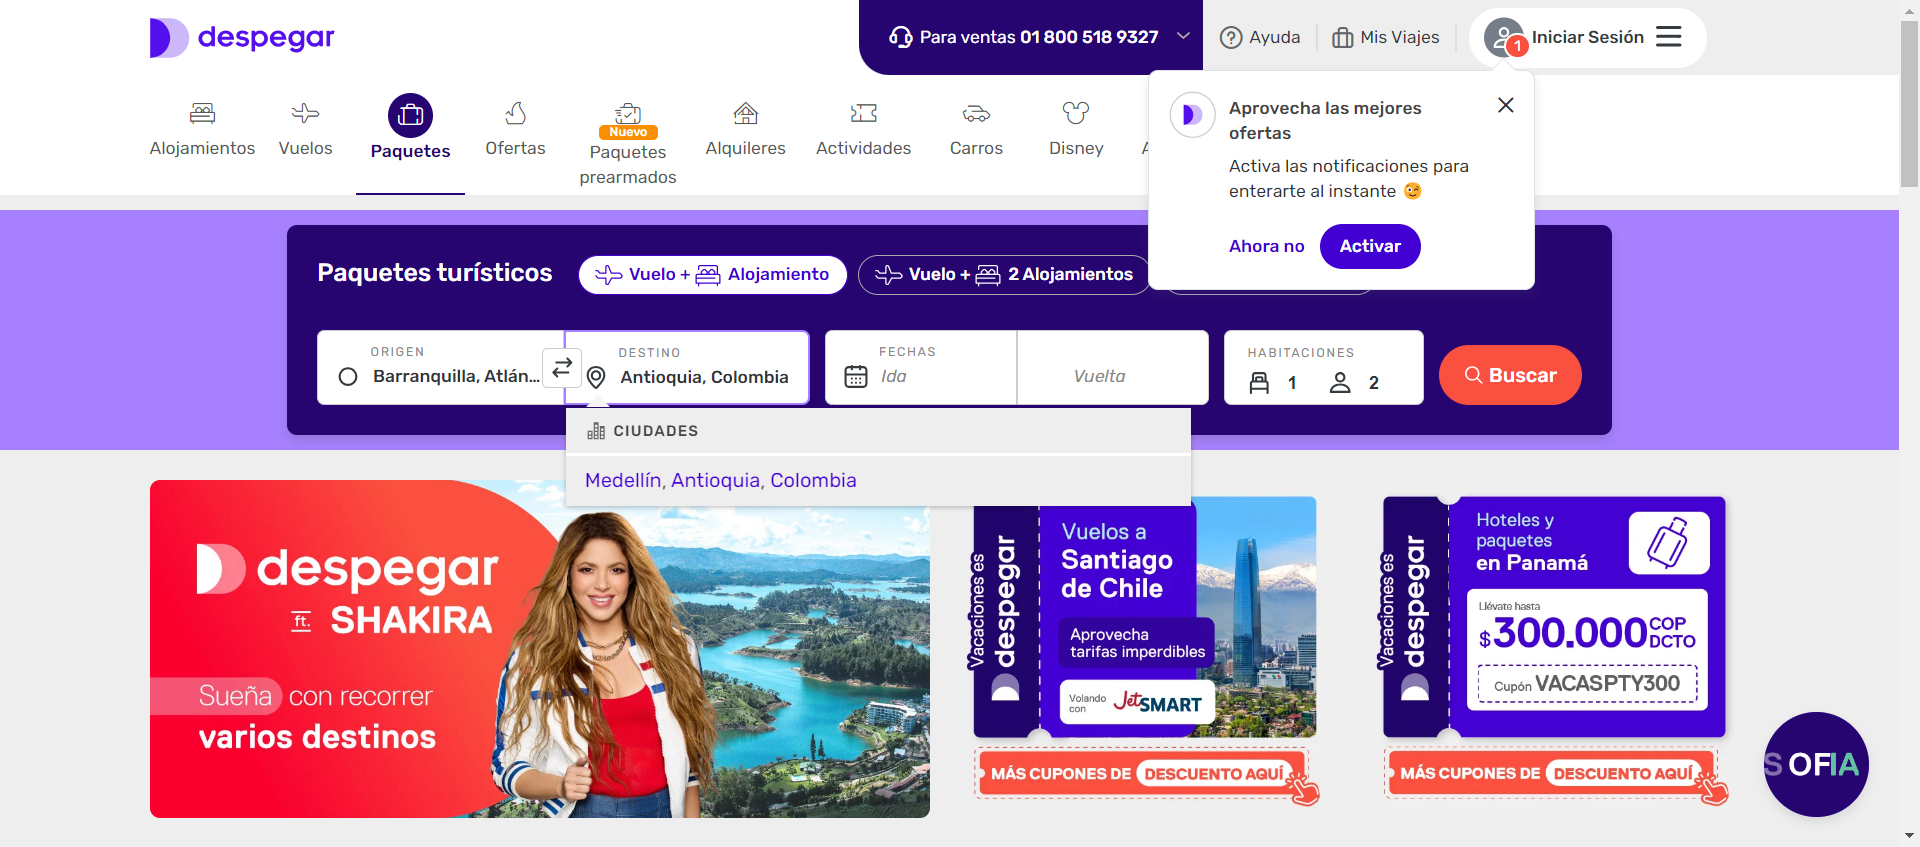 despegar
Para ventas 01 800 518 9327
Ayuda
Mis Viajes
1
Iniciar Sesión
Alojamientos
Vuelos
Paquetes
Ofertas
Nuevo
Paquetes
prearmados
Alquileres
Actividades
Carros
Disney
Aprovecha las mejores
ofertas
Activa las notificaciones para
enterarte al instante 😉
Ahora no
Activar
Paquetes turísticos
Vuelo + Alojamiento
Vuelo + 2 Alojamientos
ORIGEN
Barranquilla, Atlán...
DESTINO
Antioquia, Colombia
FECHAS
Ida
Vuelta
HABITACIONES
1
2
Buscar
CIUDADES
Medellín, Antioquia, Colombia
despegar
ft. SHAKIRA
Sueña con recorrer
varios destinos
Vacaciones es
despegar
Vuelos a
Santiago
de Chile
Aprovecha
tarifas imperdibles
Volando
con
JetSMART
MÁS CUPONES DE DESCUENTO AQUÍ
Vacaciones es
despegar
Hoteles y
paquetes
en Panamá
Llévate hasta
$300.000 COP
DCTO
Cupón VACASPTY300
MÁS CUPONES DE DESCUENTO AQUÍ
SOFIA